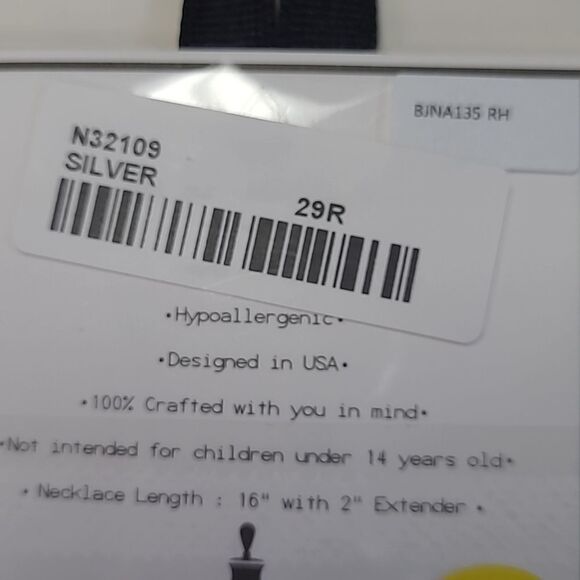 BJNA135 RH
N32109
SILVER
29R
•Hypoallergenic•
•Designed in USA•
•100% Crafted with you in mind•
•Not intended for children under 14 years old•
• Necklace Length : 16" with 2" Extender •